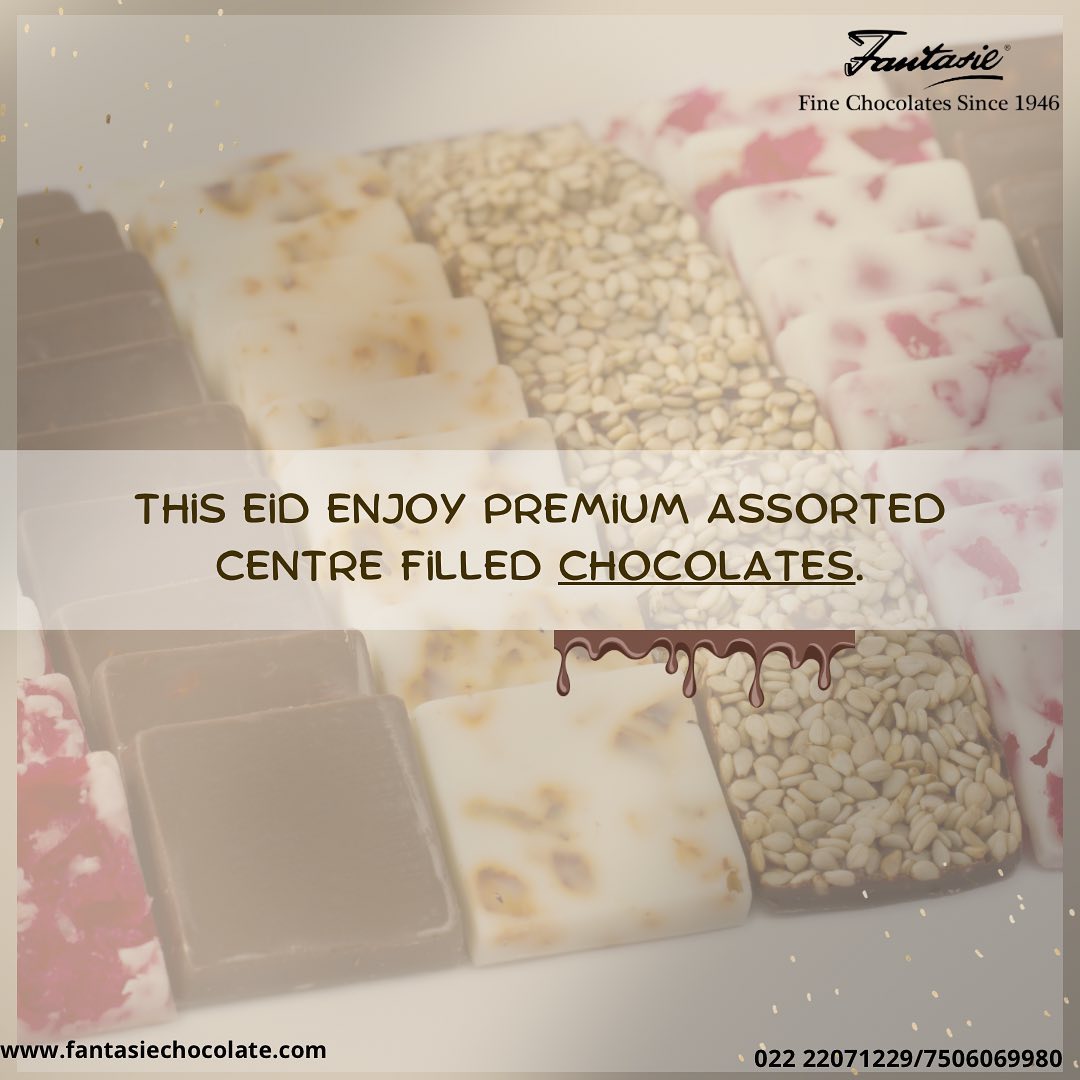 Fantasie®
Fine Chocolates Since 1946
THiS EiD ENJOY PREMiUM ASSORTED
CENTRE FiLLED CHOCOLATES.
www.fantasiechocolate.com
022 22071229/7506069980